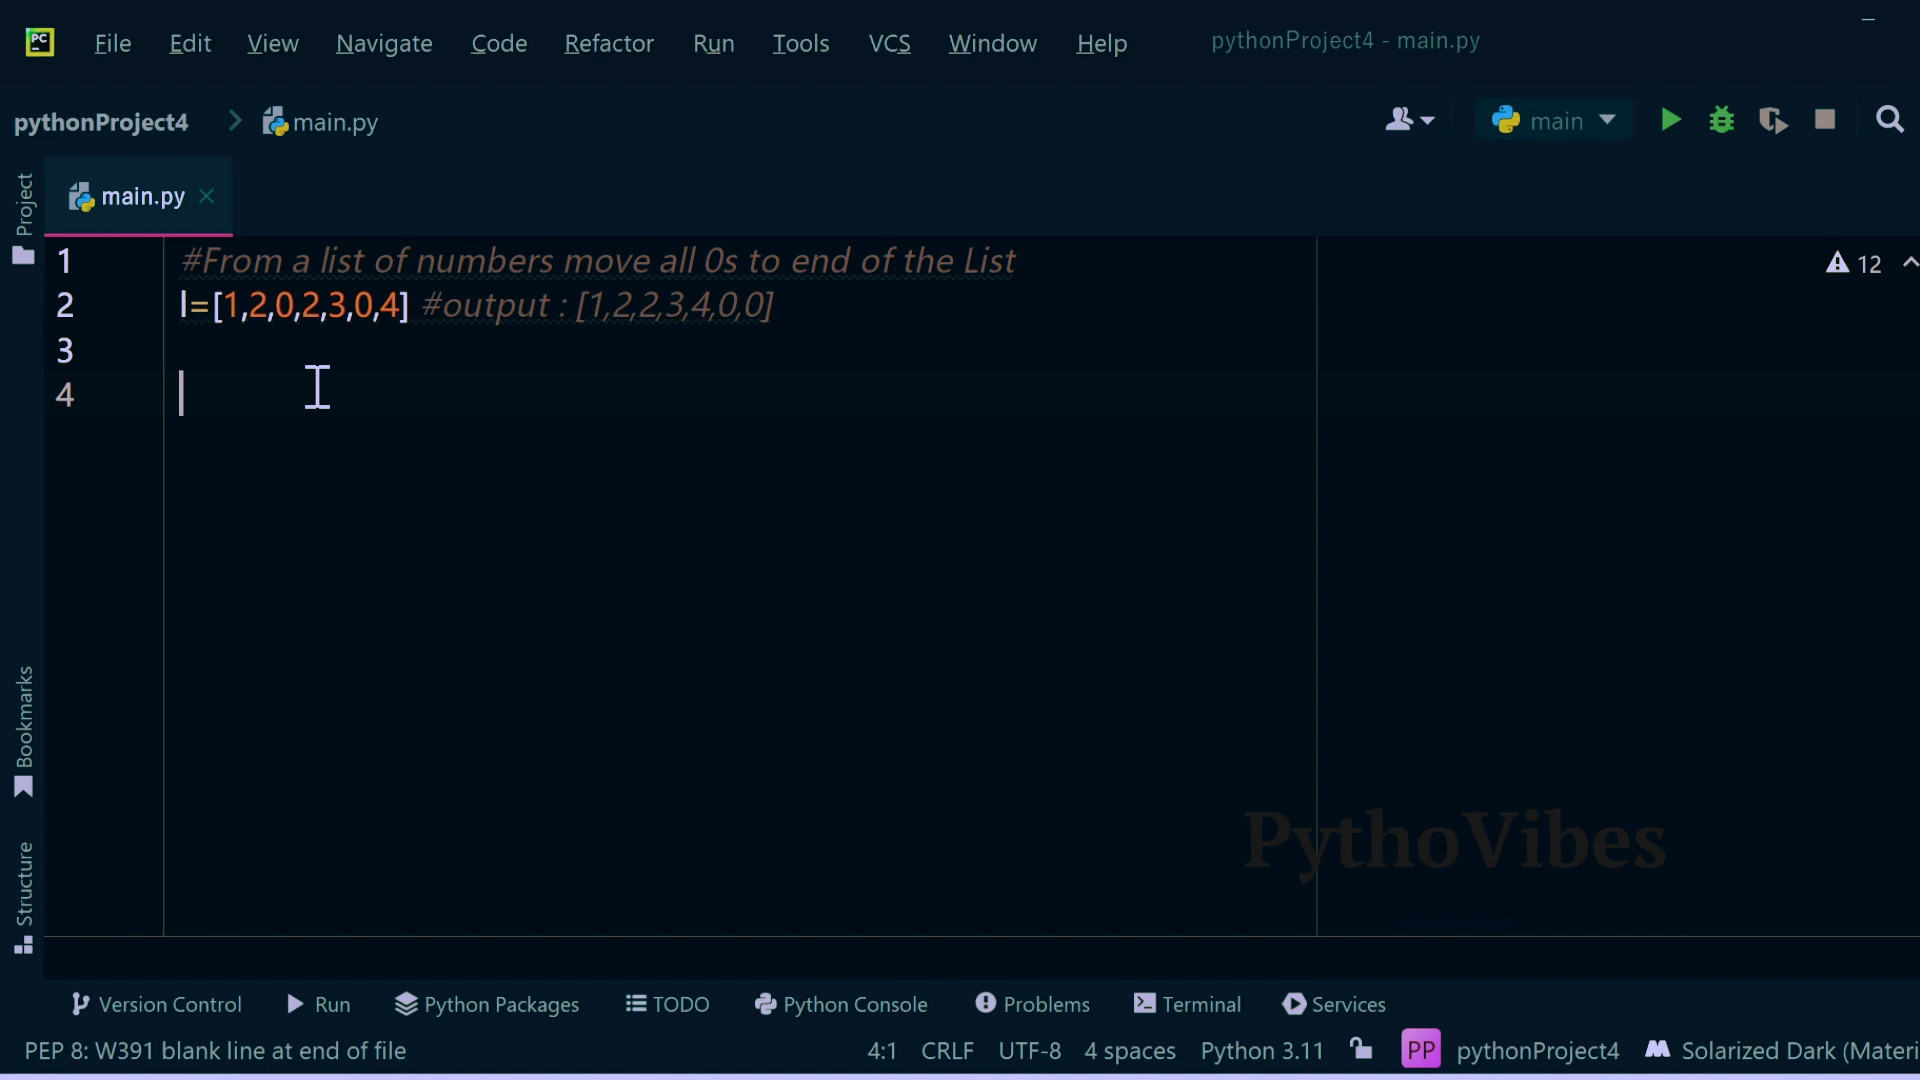 PC File Edit View Navigate Code Refactor Run Tools VCS Window Help pythonProject4 - main.py
pythonProject4 main.py main
Project
main.py
1 #From a list of numbers move all 0s to end of the List 12
2 l=[1,2,0,2,3,0,4] #output : [1,2,2,3,4,0,0]
3
4
Bookmarks
Structure
PythoVibes
Version Control Run Python Packages TODO Python Console Problems Terminal Services
PEP 8: W391 blank line at end of file 4:1 CRLF UTF-8 4 spaces Python 3.11 PP pythonProject4 Solarized Dark (Materi